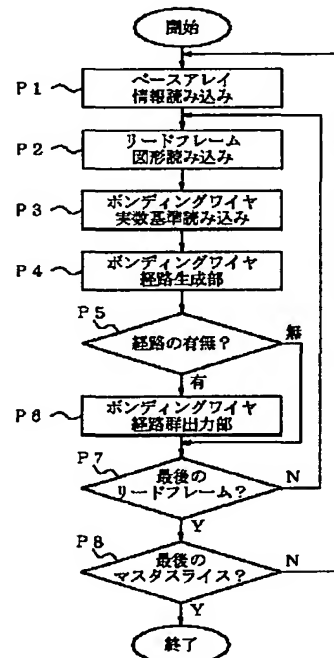 開始
P1
ベースアレイ
情報読み込み
P2
リードフレーム
図形読み込み
P3
ボンディングワイヤ
実数基準読み込み
P4
ボンディングワイヤ
経路生成部
P5
経路の有無?
無
有
P6
ボンディングワイヤ
経路群出力部
P7
最後の
リードフレーム?
N
Y
P8
最後の
マスタスライス?
N
Y
終了